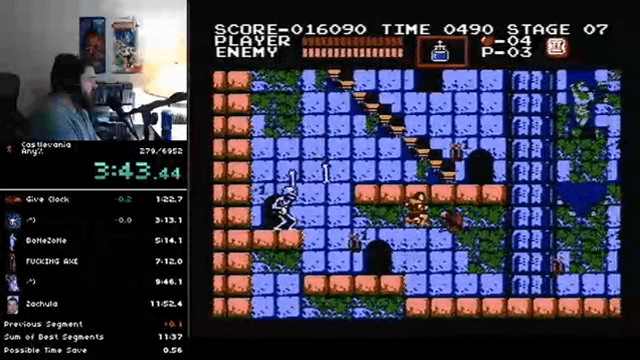 SCORE-016090 TIME 0490 STAGE 07
PLAYER -04
ENEMY P-03
Castlevania
Any% 279/6952
3:43.44
Give Clock -0.2 1:22.7
:^) -0.0 3:13.1
BoNeZoNe 5:14.1
FUCKING AXE 7:12.0
:^) 9:46.1
Zachula 11:52.4
Previous Segment +0.1
Sum of Best Segments 11:37
Possible Time Save 0.56